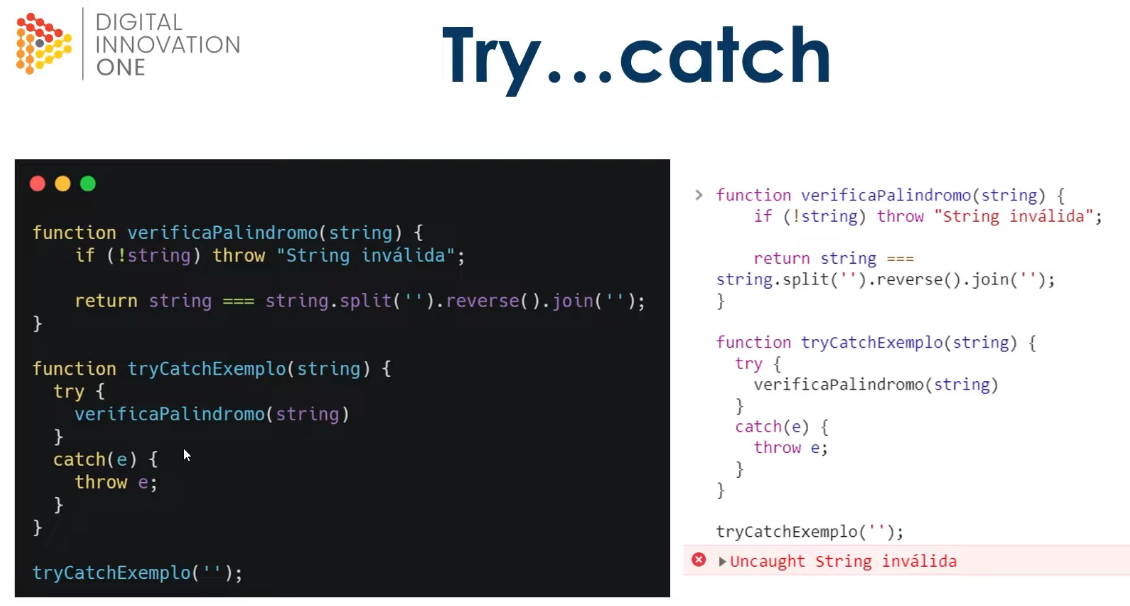 DIGITAL
INNOVATION
ONE
Try...catch
function verificaPalindromo(string) {
    if (!string) throw "String inválida";

    return string === string.split('').reverse().join('');
}

function tryCatchExemplo(string) {
  try {
    verificaPalindromo(string)
  }
  catch(e) {
    throw e;
  }
}

tryCatchExemplo('');
> function verificaPalindromo(string) {
    if (!string) throw "String inválida";

    return string ===
string.split('').reverse().join('');
}

function tryCatchExemplo(string) {
  try {
    verificaPalindromo(string)
  }
  catch(e) {
    throw e;
  }
}

tryCatchExemplo('');
Uncaught String inválida